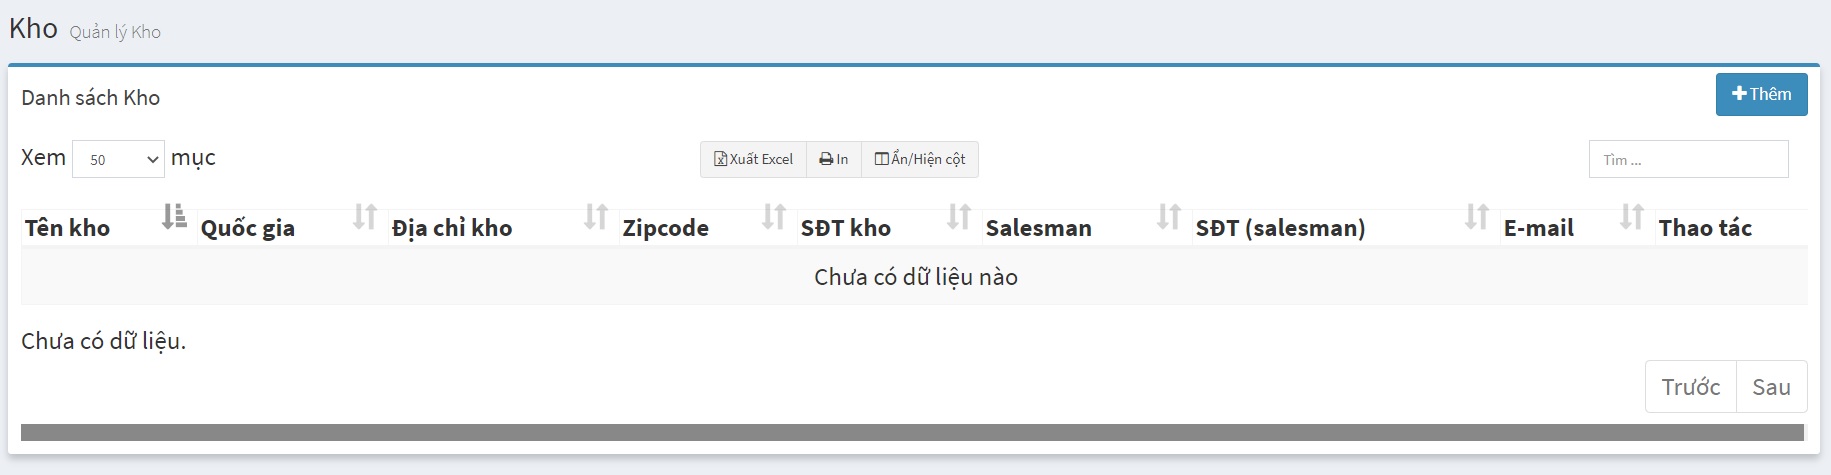 Kho Quản lý Kho
Danh sách Kho
Thêm
Xem 50 mục
Xuất Excel In Ẩn/Hiện cột
Tìm ...
Tên kho Quốc gia Địa chỉ kho Zipcode SĐT kho Salesman SĐT (salesman) E-mail Thao tác
Chưa có dữ liệu nào
Chưa có dữ liệu.
Trước Sau